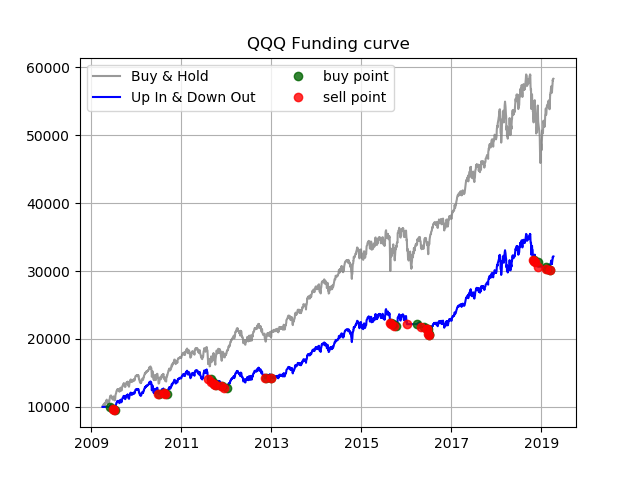 QQQ Funding curve
Buy & Hold
Up In & Down Out
buy point
sell point
60000
50000
40000
30000
20000
10000
2009 2011 2013 2015 2017 2019